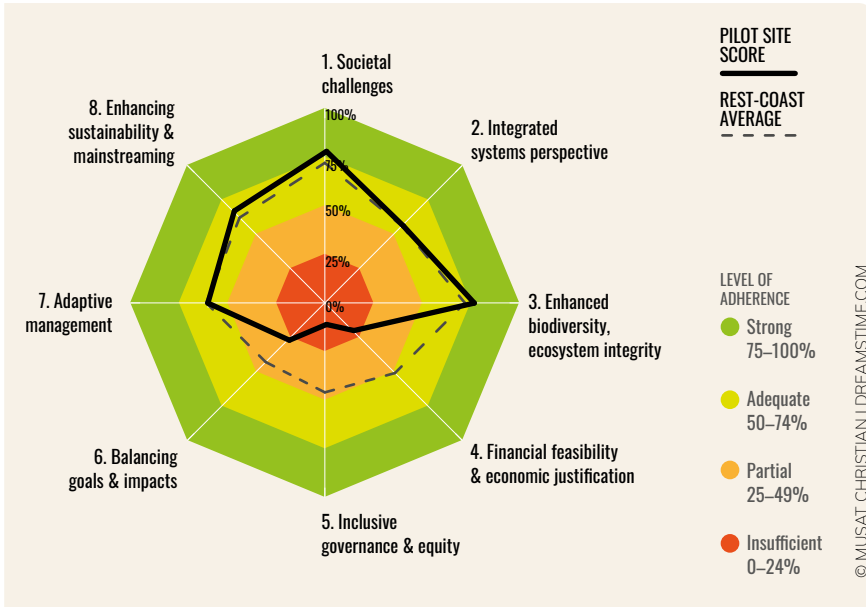 PILOT SITE
SCORE
REST-COAST
AVERAGE
1. Societal
challenges
2. Integrated
systems perspective
3. Enhanced
biodiversity,
ecosystem integrity
4. Financial feasibility
& economic justification
5. Inclusive
governance & equity
6. Balancing
goals & impacts
7. Adaptive
management
8. Enhancing
sustainability &
mainstreaming
100%
75%
50%
25%
0%
LEVEL OF
ADHERENCE
Strong
75–100%
Adequate
50–74%
Partial
25–49%
Insufficient
0–24%
© MUSAT CHRISTIAN | DREAMSTIME.COM